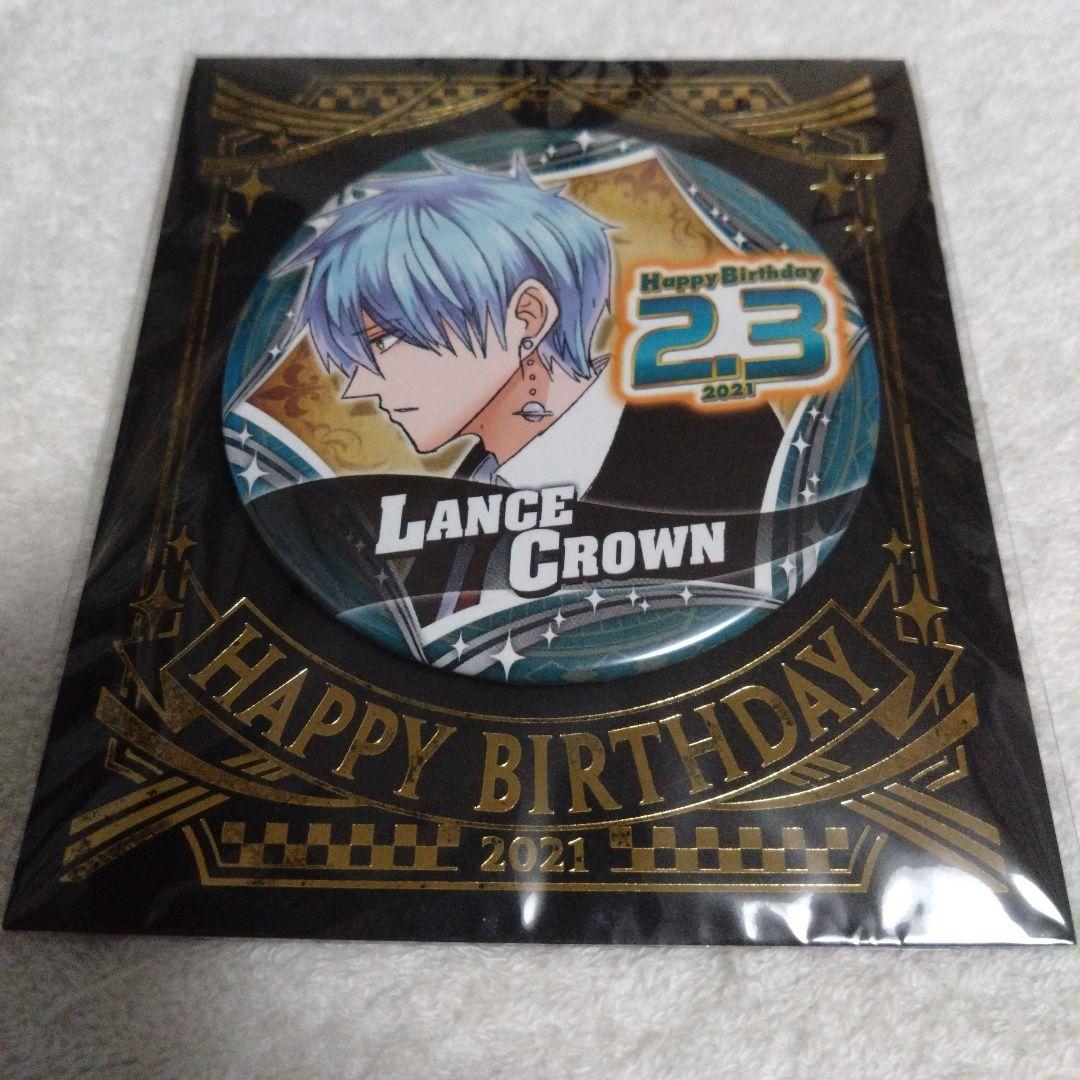 Happy Birthday
2.3
2021
LANCE
CROWN
HAPPY BIRTHDAY
2021